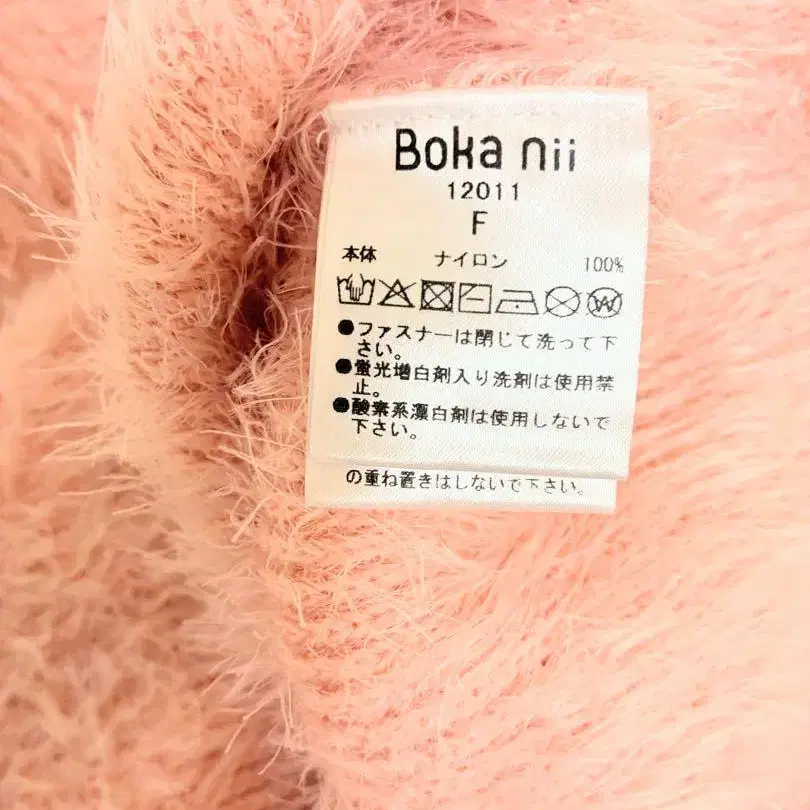 Boka nii
12011
F
本体 ナイロン 100%
●ファスナーは閉じて洗って下
さい。
●蛍光増白剤入り洗剤は使用禁
止。
●酸素系漂白剤は使用しないで
下さい。
の重ね置きはしないで下さい。